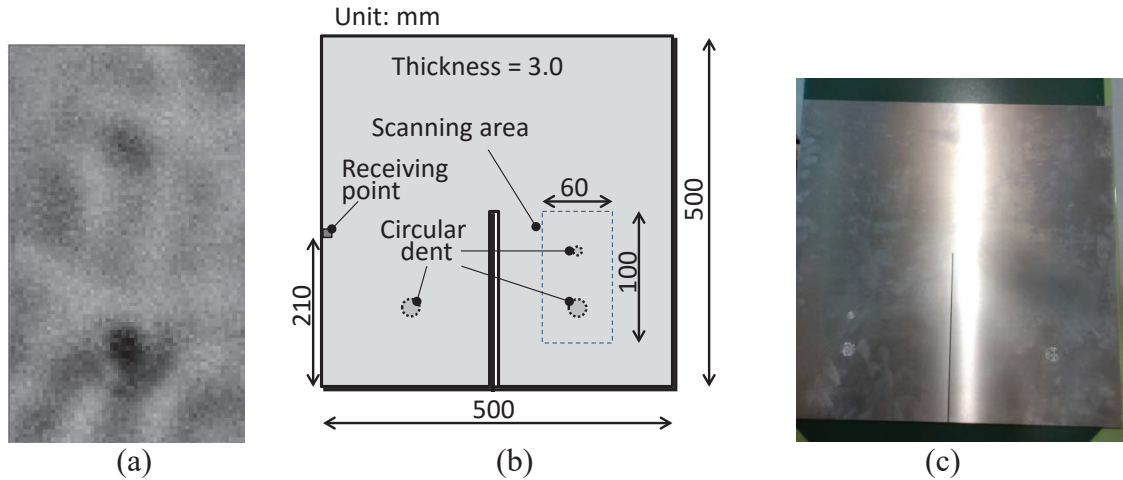 Unit: mm
Thickness = 3.0
Scanning area
Receiving
point
60
Circular
dent
100
500
210
500
(a)
(b)
(c)